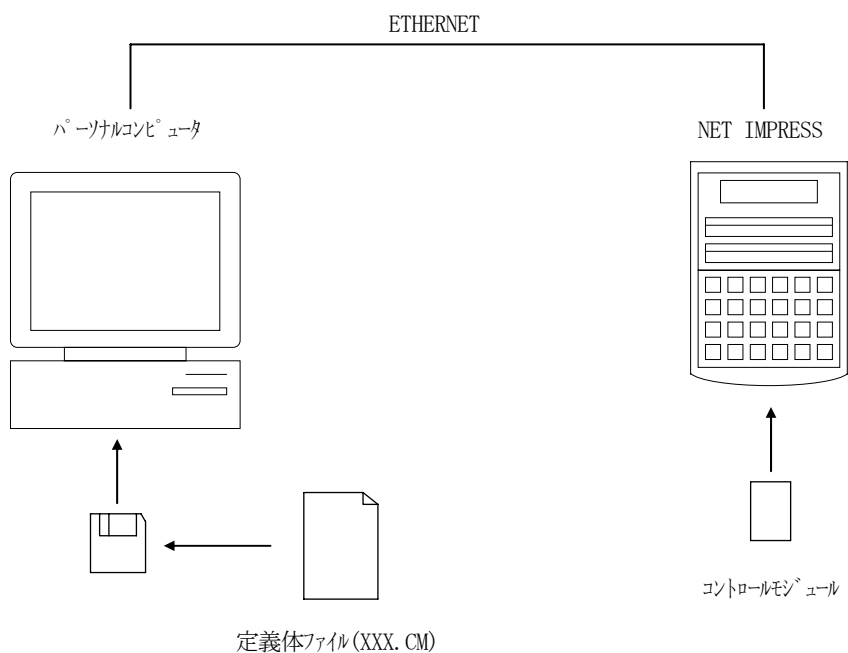 ETHERNET
ﾊﾟｰｿﾅﾙｺﾝﾋﾟｭｰﾀ
NET IMPRESS
ｺﾝﾄﾛｰﾙﾓｼﾞｭｰﾙ
定義体ﾌｧｲﾙ(XXX.CM)